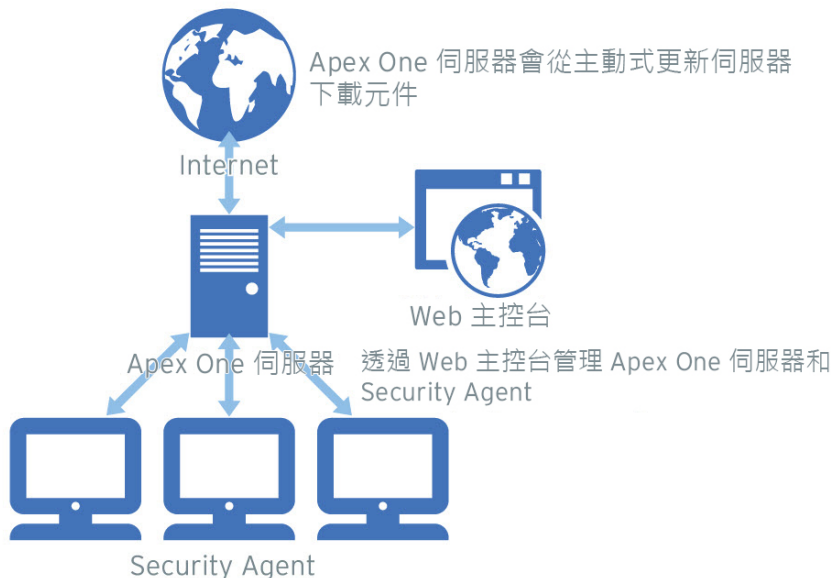 Apex One 伺服器會從主動式更新伺服器
下載元件
Internet
Web 主控台
Apex One 伺服器
透過 Web 主控台管理 Apex One 伺服器和
Security Agent
Security Agent